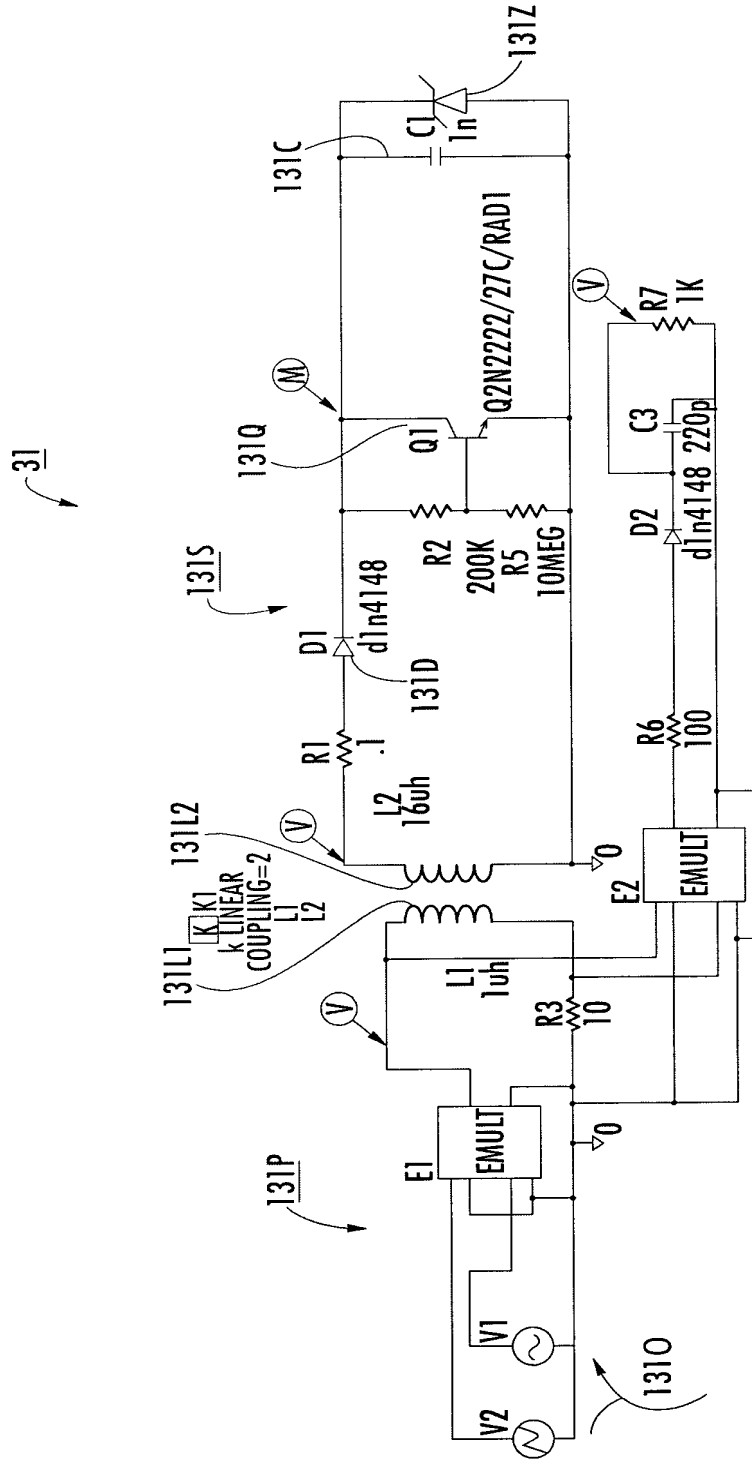 31
131S
131P
131O
V2
V1
E1
EMULT
0
V
131L1
K K1
k LINEAR
COUPLING=2
L1
L2
131L2
V
L1
1uh
R3
10
L2
16uh
0
R1
.1
D1
d1n4148
131D
M
131Q
Q1
R2
200K
R5
10MEG
Q2N2222/27C/RAD1
131C
C1
1n
131Z
E2
EMULT
R6
100
D2
d1n4148
C3
220p
V
R7
1K